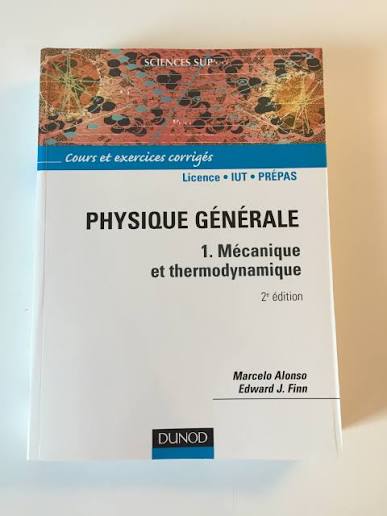 SCIENCES SUP
Cours et exercices corrigés
Licence • IUT • PRÉPAS
PHYSIQUE GÉNÉRALE
1. Mécanique
et thermodynamique
2e édition
Marcelo Alonso
Edward J. Finn
DUNOD